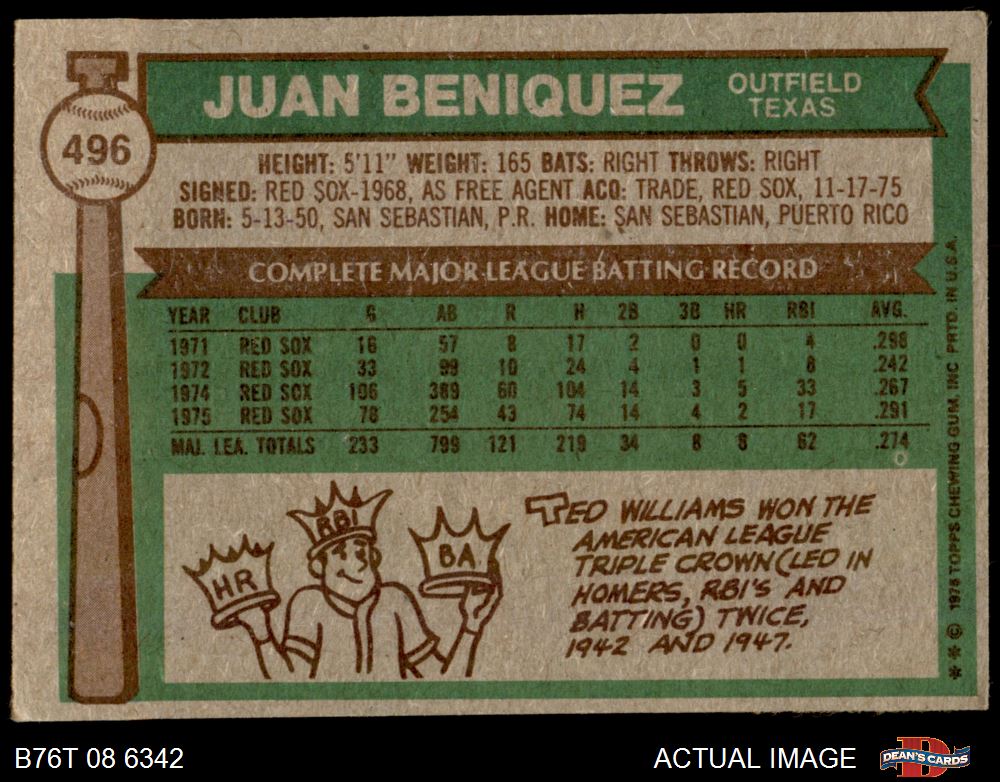 JUAN BENIQUEZ
OUTFIELD
TEXAS
496
HEIGHT: 5'11" WEIGHT: 165 BATS: RIGHT THROWS: RIGHT
SIGNED: RED SOX-1968, AS FREE AGENT ACQ: TRADE, RED SOX, 11-17-75
BORN: 5-13-50, SAN SEBASTIAN, P.R. HOME: SAN SEBASTIAN, PUERTO RICO
COMPLETE MAJOR LEAGUE BATTING RECORD
YEAR CLUB G AB R H 2B 3B HR RBI AVG.
1971 RED SOX 16 57 8 17 2 0 0 4 .298
1972 RED SOX 33 99 10 24 4 1 1 8 .242
1974 RED SOX 106 389 60 104 14 3 5 33 .267
1975 RED SOX 78 254 43 74 14 4 2 17 .291
MAJ. LEA. TOTALS 233 799 121 219 34 8 8 62 .274
HR
RBI
BA
TED WILLIAMS WON THE
AMERICAN LEAGUE
TRIPLE CROWN (LED IN
HOMERS, RBI'S AND
BATTING) TWICE,
1942 AND 1947.
* * © 1976 TOPPS CHEWING GUM, INC PRTD. IN U.S.A.
B76T 08 6342
ACTUAL IMAGE
D
DEAN'S CARDS